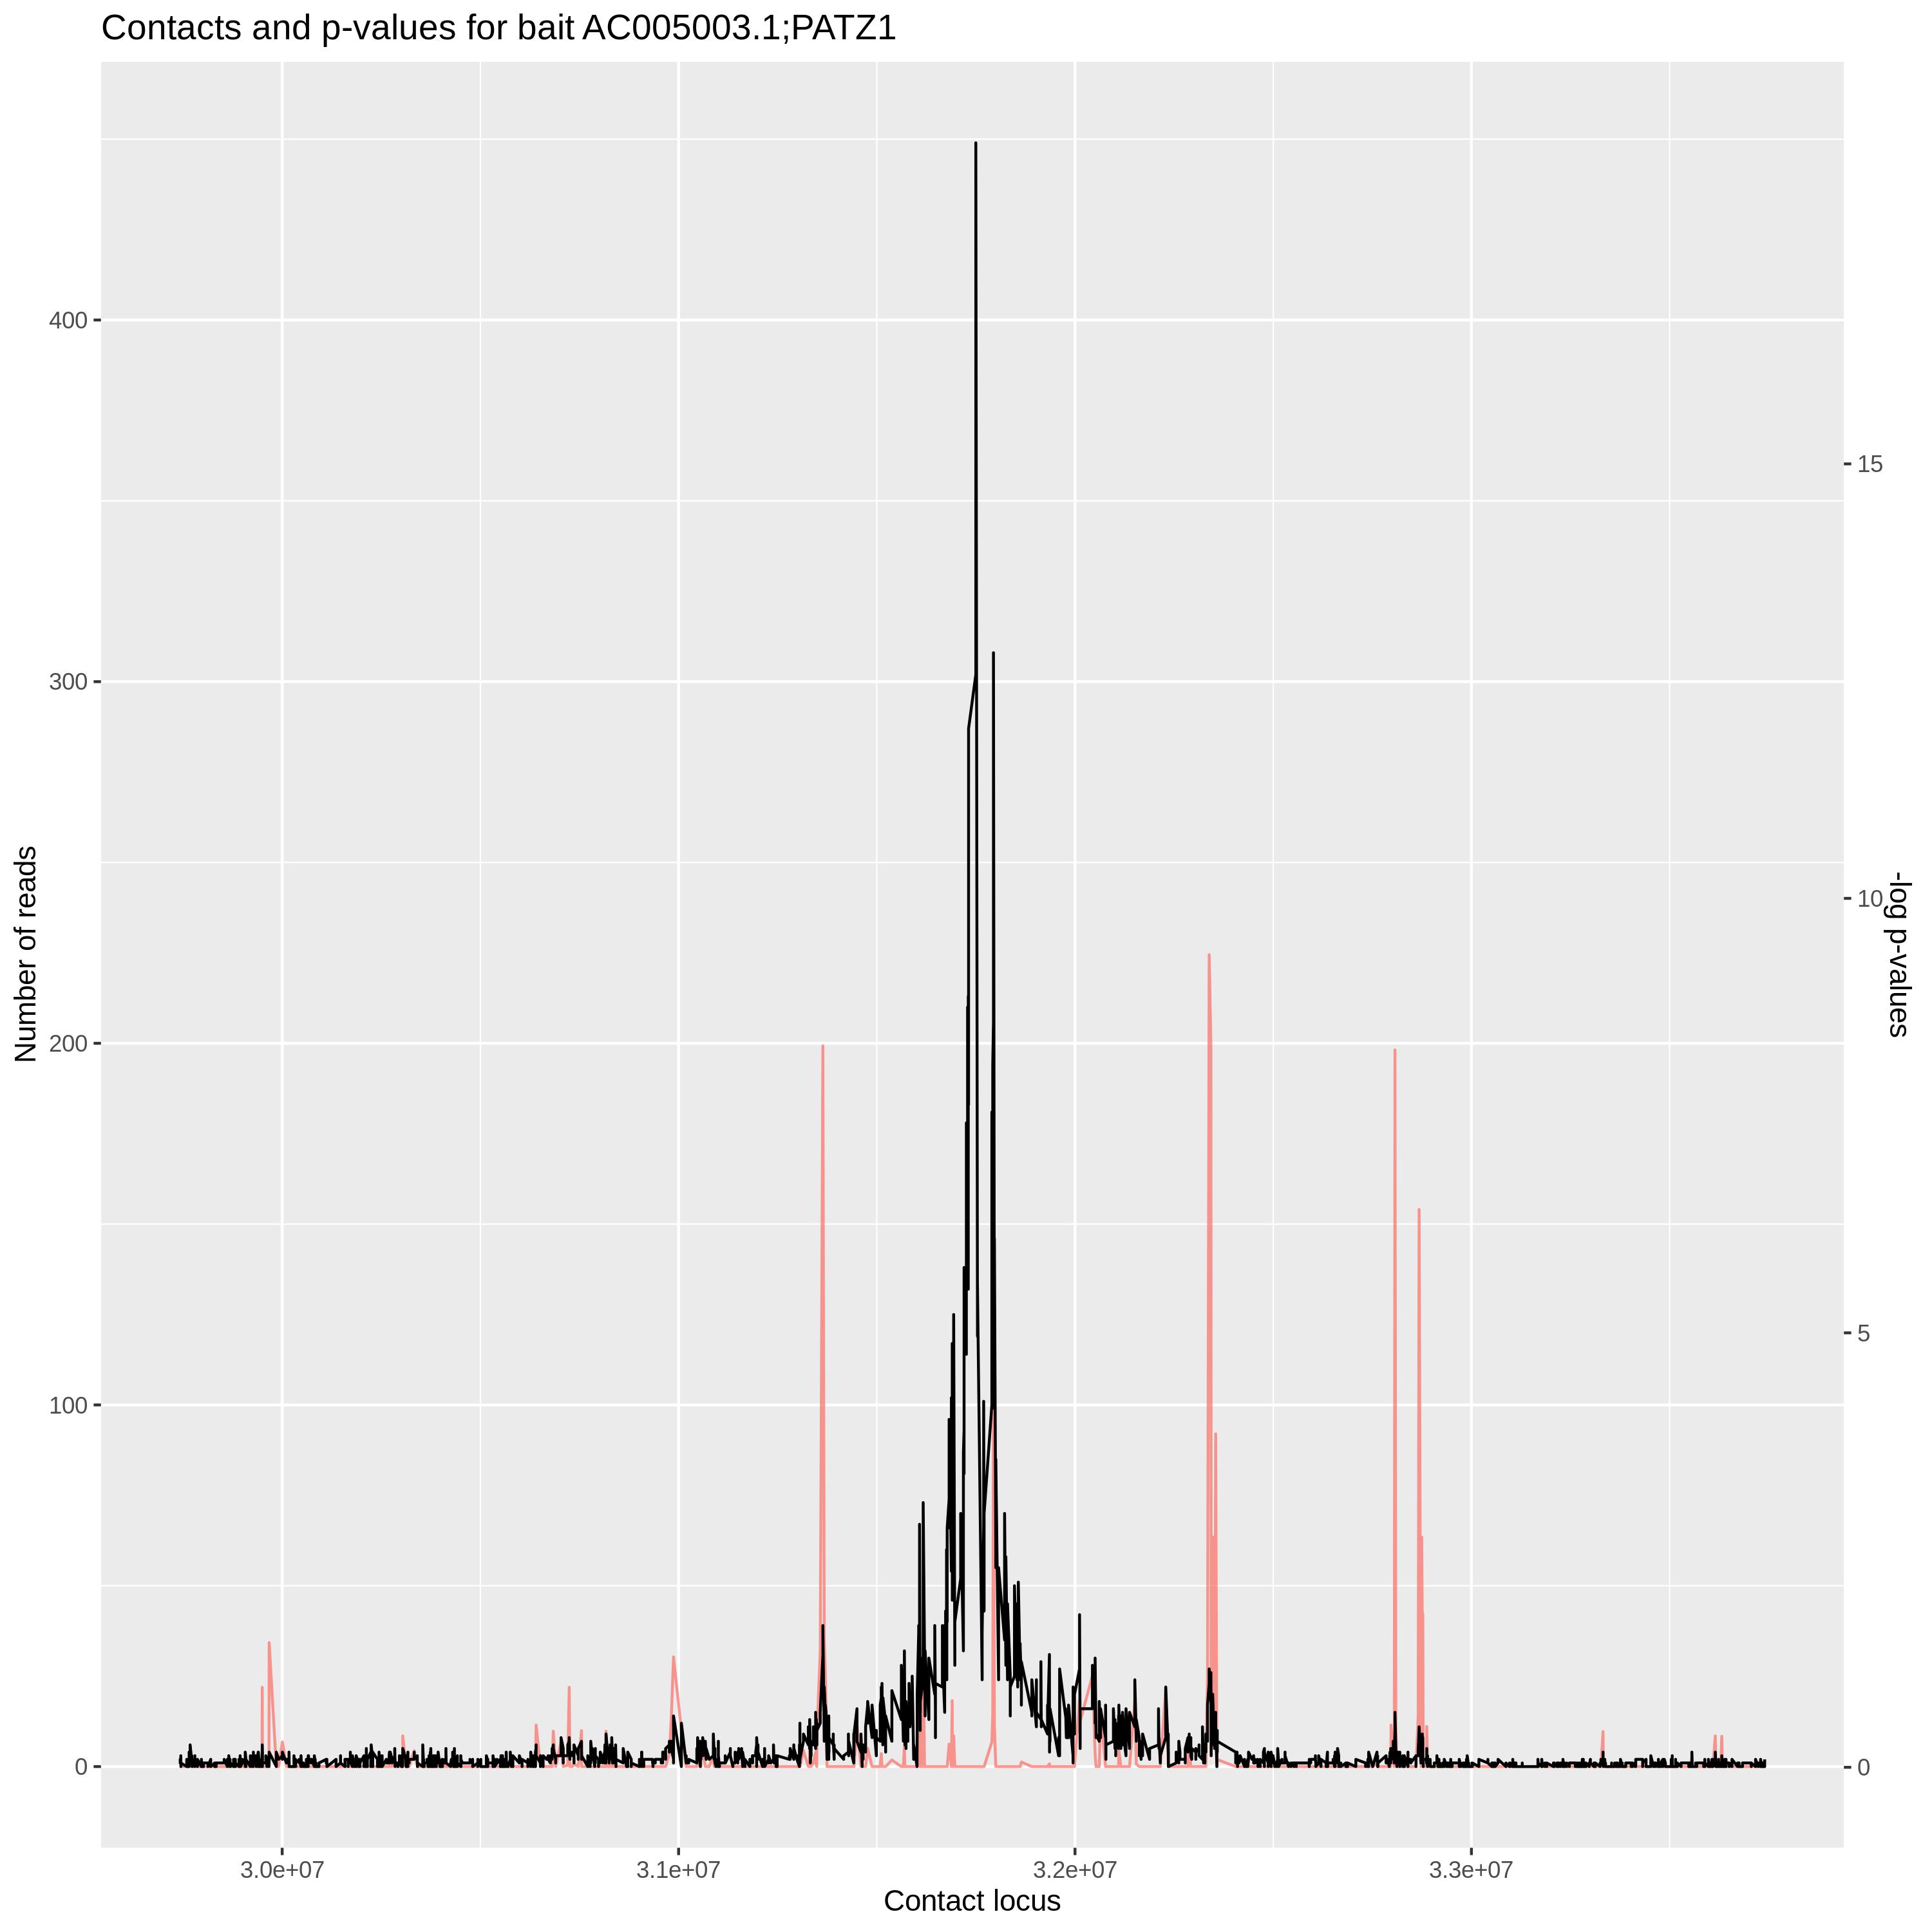 Contacts and p-values for bait AC005003.1;PATZ1
400
300
200
100
0
Number of reads
15
10
5
0
-log p-values
3.0e+07
3.1e+07
3.2e+07
3.3e+07
Contact locus